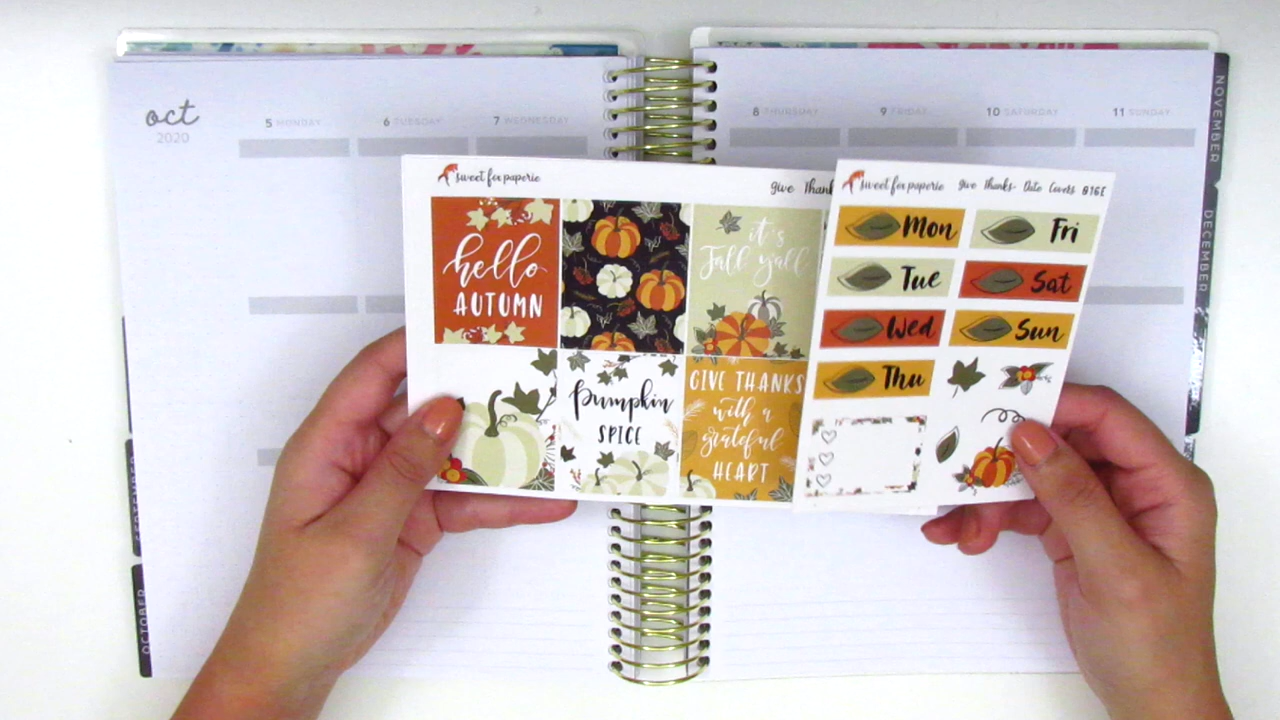 oct
2020
5 MONDAY
6 TUESDAY
7 WEDNESDAY
8 THURSDAY
9 FRIDAY
10 SATURDAY
11 SUNDAY
NOVEMBER
DECEMBER
SEPTEMBER
OCTOBER
sweet fox paperie
give Thank
hello
AUTUMN
it's
Fall y'all
Pumpkin
SPICE
GIVE THANKS
with a
grateful
HEART
sweet fox paperie
give Thanks- Date Covers 016E
Mon
Fri
Tue
Sat
Wed
Sun
Thu